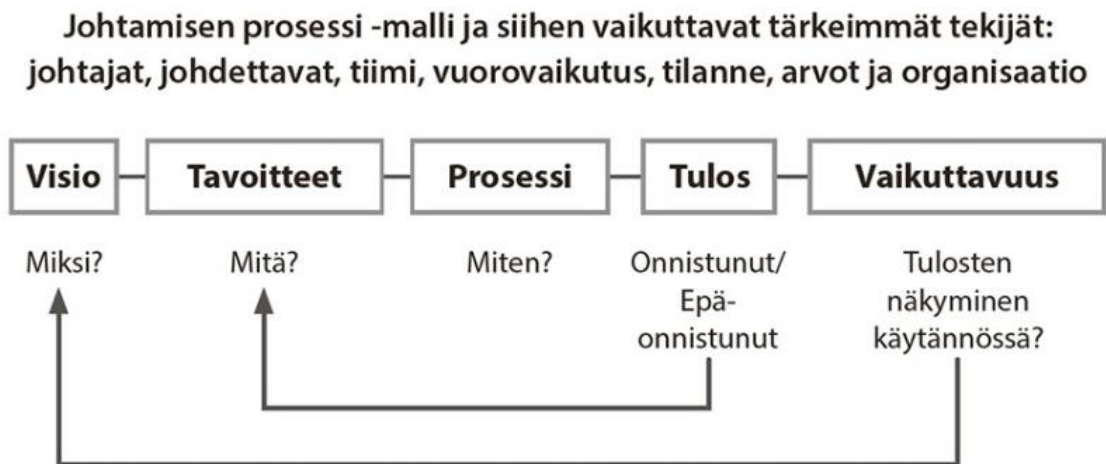 Johtamisen prosessi -malli ja siihen vaikuttavat tärkeimmät tekijät:
johtajat, johdettavat, tiimi, vuorovaikutus, tilanne, arvot ja organisaatio
Visio
Tavoitteet
Prosessi
Tulos
Vaikuttavuus
Miksi?
Mitä?
Miten?
Onnistunut/
Epä-
onnistunut
Tulosten
näkyminen
käytännössä?